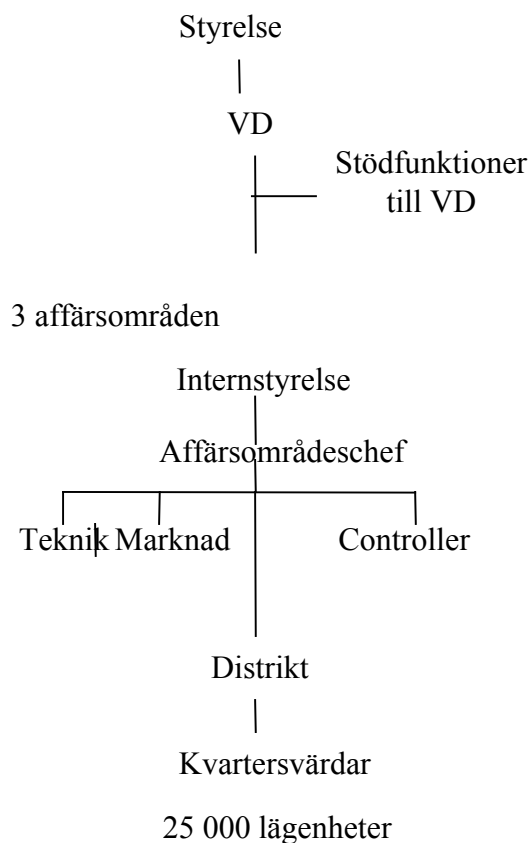 Styrelse
VD
Stödfunktioner
till VD
3 affärsområden
Internstyrelse
Affärsområdeschef
Teknik Marknad Controller
Distrikt
Kvartersvärdar
25 000 lägenheter